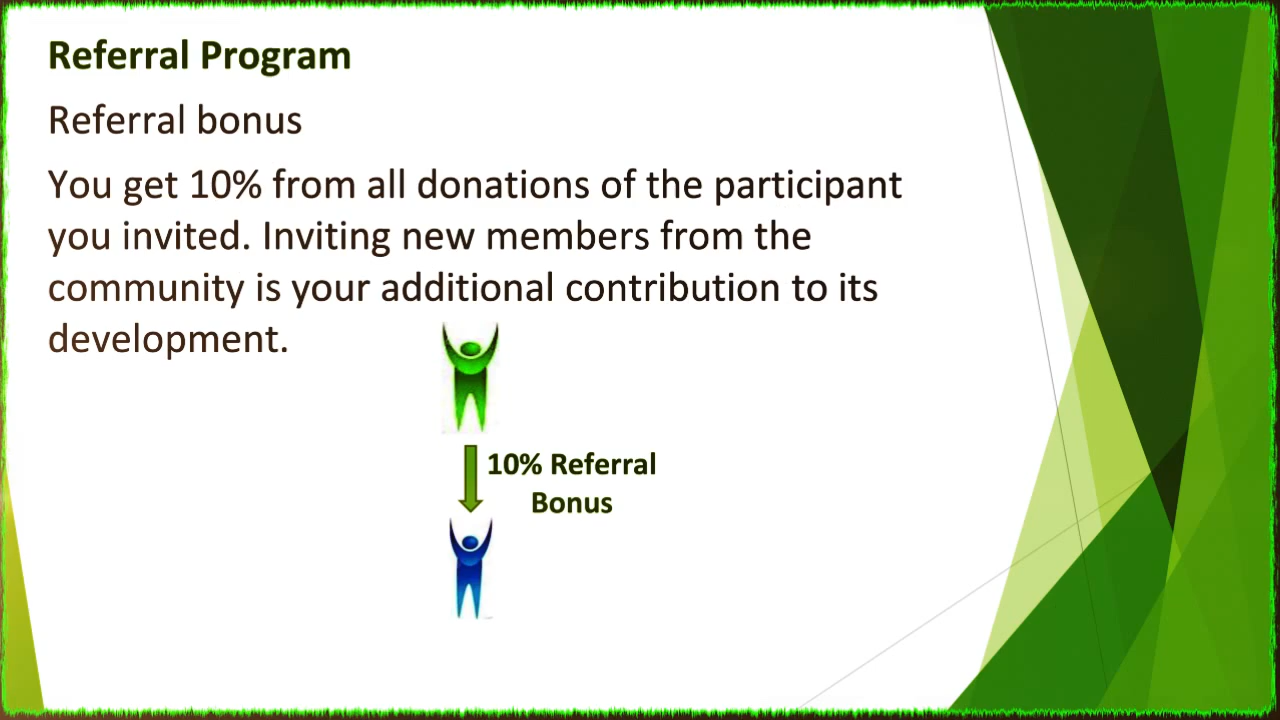 Referral Program
Referral bonus
You get 10% from all donations of the participant
you invited. Inviting new members from the
community is your additional contribution to its
development.
10% Referral
Bonus